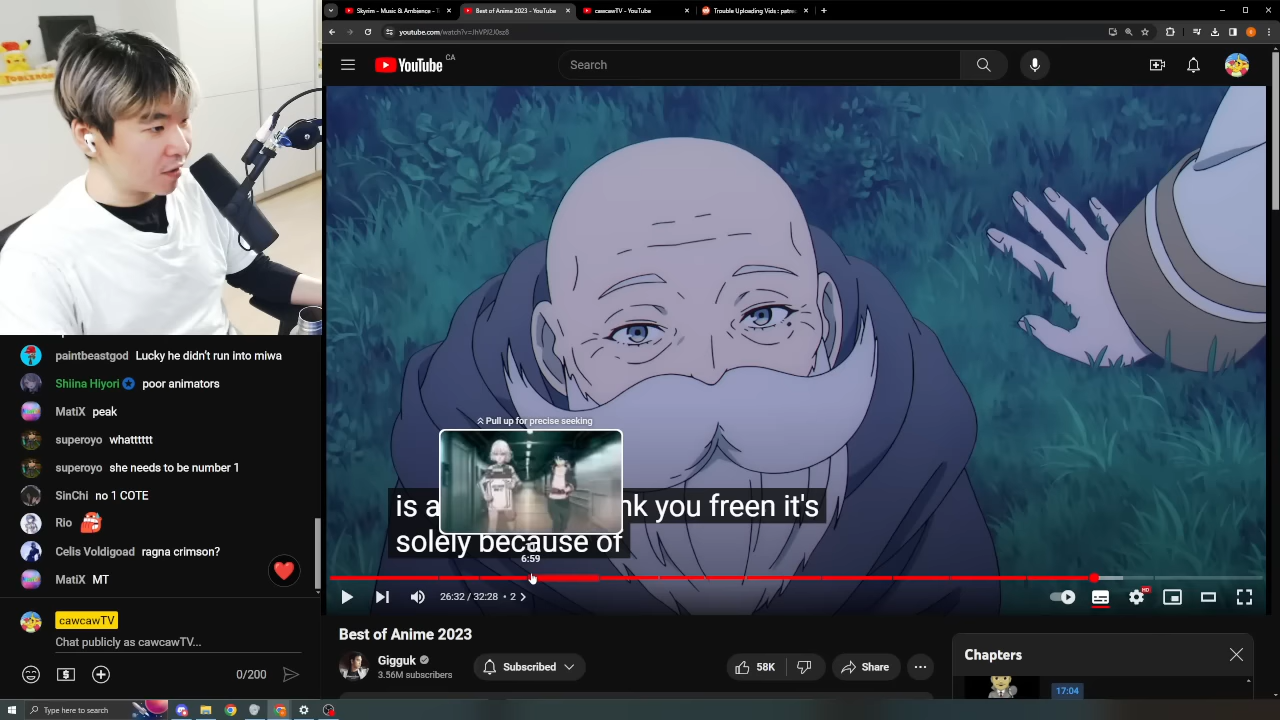 Skyrim - Music & Ambience - T
Best of Anime 2023 - YouTube
cawcawTV - YouTube
Trouble Uploading Vids : patre
youtube.com/watch?v=
YouTube CA
Search
Pull up for precise seeking
is a nk you freen it's
solely because of
6:59
26:32 / 32:28 • 2
HD
Best of Anime 2023
Gigguk
3.56M subscribers
Subscribed
58K
Share
Chapters
17:04
paintbeastgod Lucky he didn't run into miwa
Shiina Hiyori poor animators
MatiX peak
superoyo whatttttt
superoyo she needs to be number 1
SinChi no 1 COTE
Rio
Celis Voldigoad ragna crimson?
MatiX MT
cawcawTV
Chat publicly as cawcawTV...
0/200
Type here to search